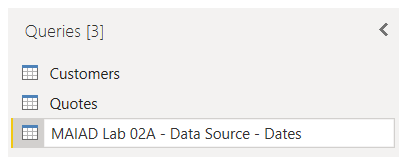 Queries [3]
Customers
Quotes
MAIAD Lab 02A - Data Source - Dates